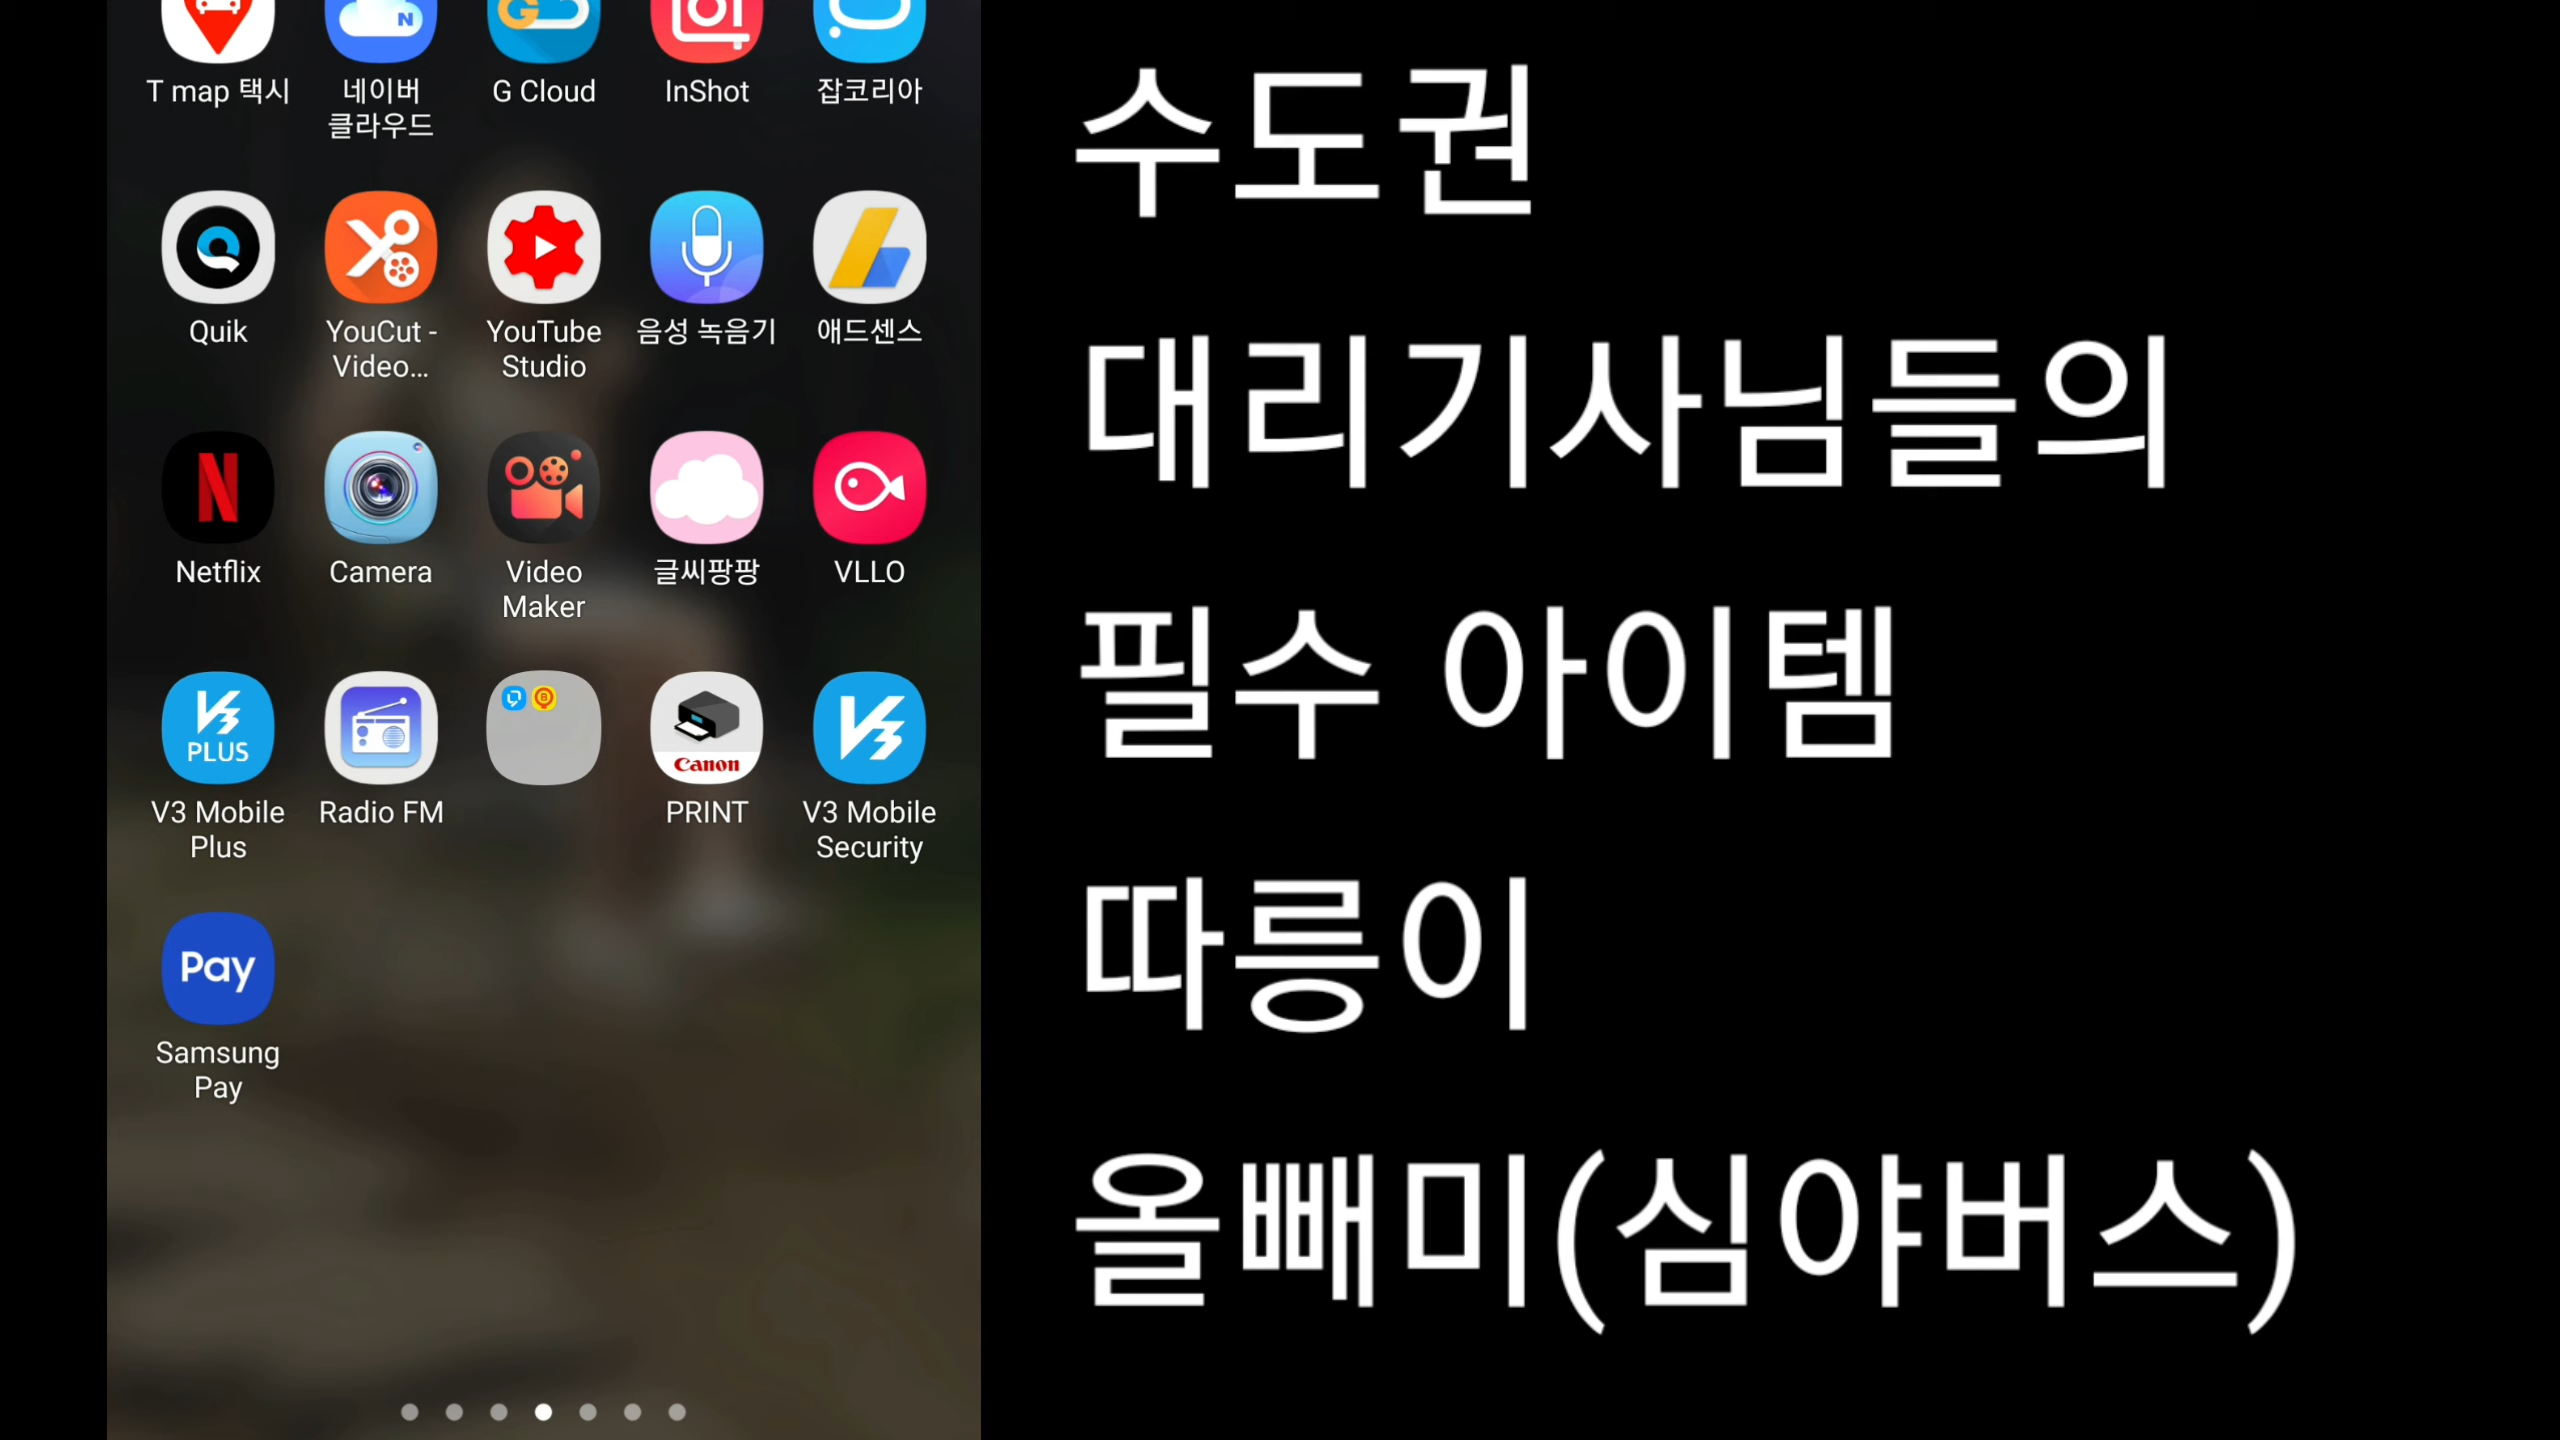 T map 택시
네이버
클라우드
G Cloud
InShot
잡코리아
Quik
YouCut -
Video...
YouTube
Studio
음성 녹음기
애드센스
Netflix
Camera
Video
Maker
글씨팡팡
VLLO
V3
PLUS
V3 Mobile
Plus
Radio FM
Canon
PRINT
V3
V3 Mobile
Security
Pay
Samsung
Pay
수도권
대리기사님들의
필수 아이템
따릉이
올빼미(심야버스)